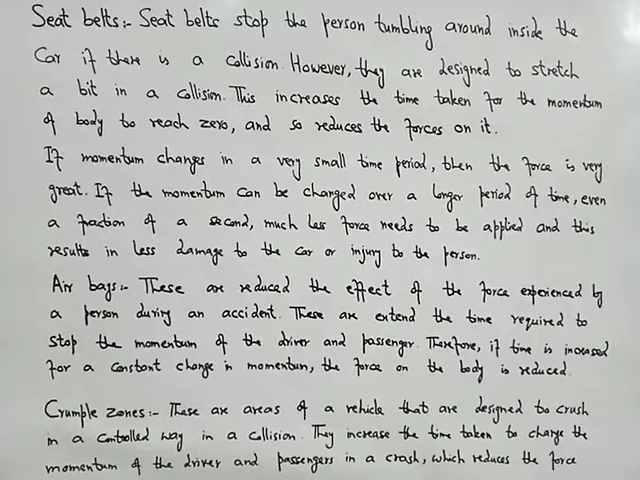 Seat belts:- Seat belts stop the person tumbling around inside the
Car if there is a collision. However, they are designed to stretch
a bit in a collision. This increases the time taken for the momentum
of body to reach zero, and so reduces the forces on it.
If momentum changes in a very small time period, then the force is very
great. If the momentum can be changed over a longer period of time, even
a fraction of a second, much less force needs to be applied and this
results in less damage to the car or injury to the person.
Air bags:- These are reduced the effect of the force experienced by
a person during an accident. These are extend the time required to
stop the momentum of the driver and passenger. Therefore, if time is increased
for a constant change in momentum, the force on the body is reduced.
Crumple zones:- These are areas of a vehicle that are designed to crush
in a controlled way in a collision. They increase the time taken to change the
momentum of the driver and passengers in a crash, which reduces the force